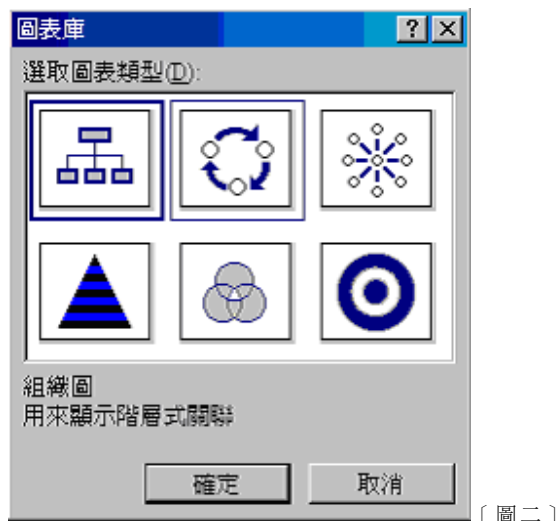 圖表庫
選取圖表類型(D):
組織圖
用來顯示階層式關聯
確定
取消
〔圖二〕